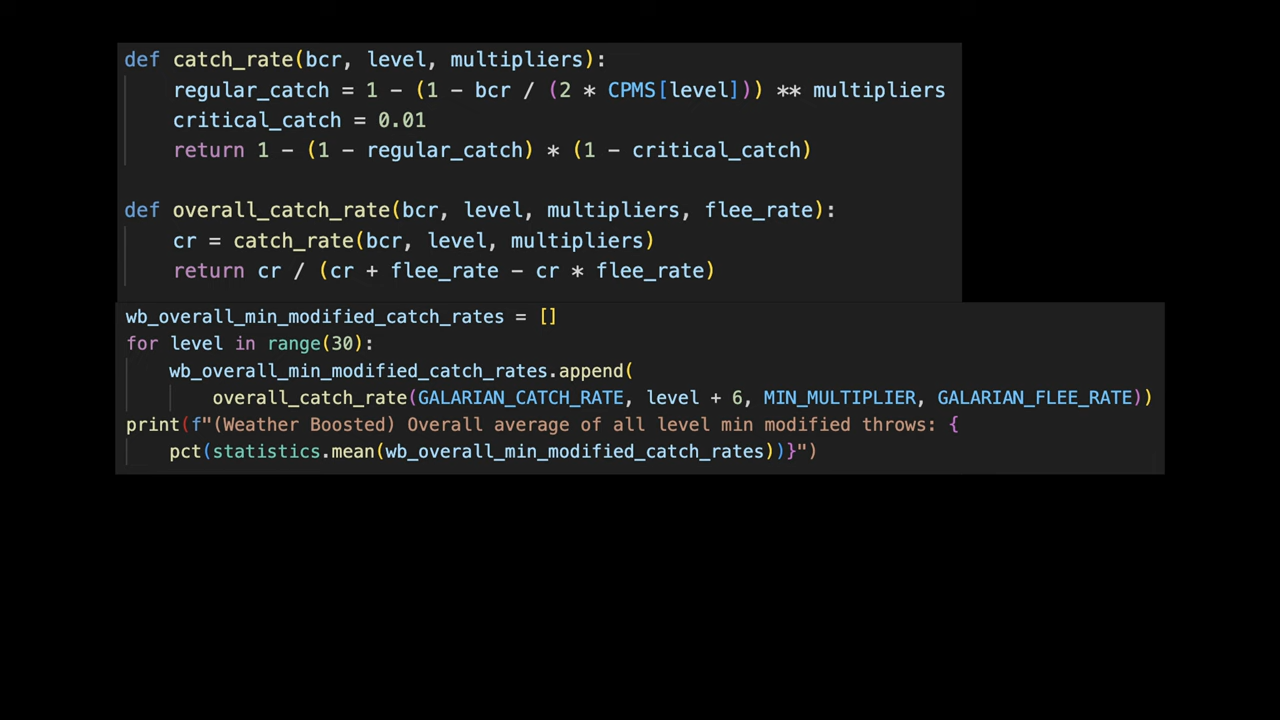 def catch_rate(bcr, level, multipliers):
regular_catch = 1 - (1 - bcr / (2 * CPMS[level])) ** multipliers
critical_catch = 0.01
return 1 - (1 - regular_catch) * (1 - critical_catch)
def overall_catch_rate(bcr, level, multipliers, flee_rate):
cr = catch_rate(bcr, level, multipliers)
return cr / (cr + flee_rate - cr * flee_rate)
wb_overall_min_modified_catch_rates = []
for level in range(30):
wb_overall_min_modified_catch_rates.append(
overall_catch_rate(GALARIAN_CATCH_RATE, level + 6, MIN_MULTIPLIER, GALARIAN_FLEE_RATE))
print(f"(Weather Boosted) Overall average of all level min modified throws: {
pct(statistics.mean(wb_overall_min_modified_catch_rates))}")